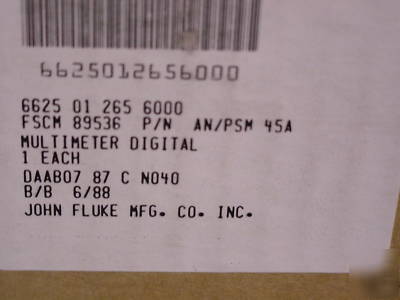 6625012656000
6625 01 265 6000
FSCM 89536 P/N AN/PSM 45A
MULTIMETER DIGITAL
1 EACH
DAAB07 87 C N040
B/B 6/88
JOHN FLUKE MFG. CO. INC.